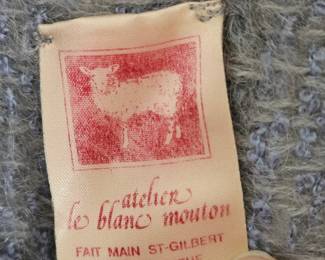 atelier
le blanc mouton
FAIT MAIN ST-GILBERT